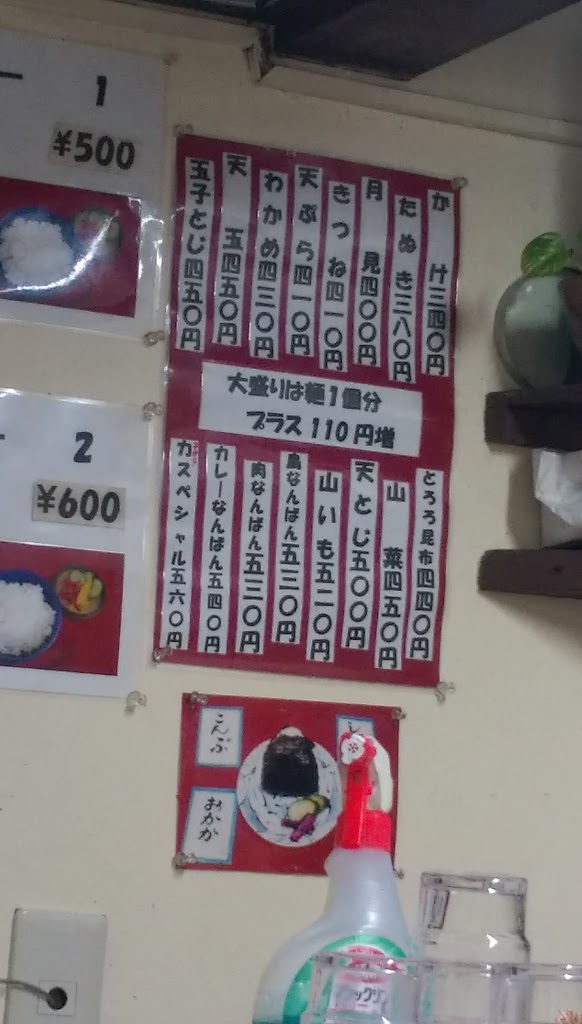 か け三四〇円
たぬ き三八〇円
月 見四〇〇円
きつ ね四一〇円
天ぷ ら四一〇円
わか め四三〇円
天 玉四五〇円
玉子とじ四五〇円
大盛りは麺1個分
プラス110円増
とろろ昆布四四〇円
山 菜四五〇円
天とじ五〇〇円
山いも五二〇円
鳥なんばん五三〇円
肉なんばん五三〇円
カレーなんばん五四〇円
スペシャル五六〇円
1
¥500
2
¥600
こんぶ
おかか